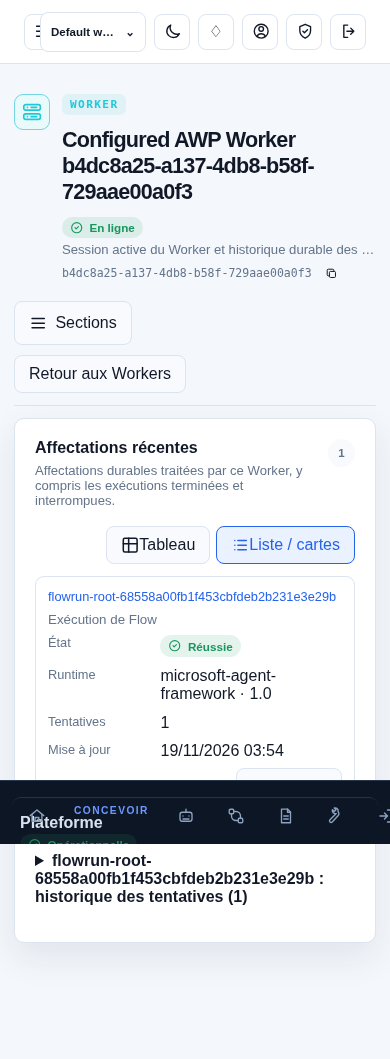 Default w... ⌄
WORKER
Configured AWP Worker
b4dc8a25-a137-4db8-b58f-
729aae00a0f3
En ligne
Session active du Worker et historique durable des ...
b4dc8a25-a137-4db8-b58f-729aae00a0f3
Sections
Retour aux Workers
Affectations récentes
1
Affectations durables traitées par ce Worker, y
compris les exécutions terminées et
interrompues.
Tableau
Liste / cartes
flowrun-root-68558a00fb1f453cbfdeb2b231e3e29b
Exécution de Flow
État
Réussie
Runtime
microsoft-agent-
framework · 1.0
Tentatives
1
Mise à jour
19/11/2026 03:54
CONCEVOIR
Plateforme
Opérationnelle
flowrun-root-
68558a00fb1f453cbfdeb2b231e3e29b :
historique des tentatives (1)